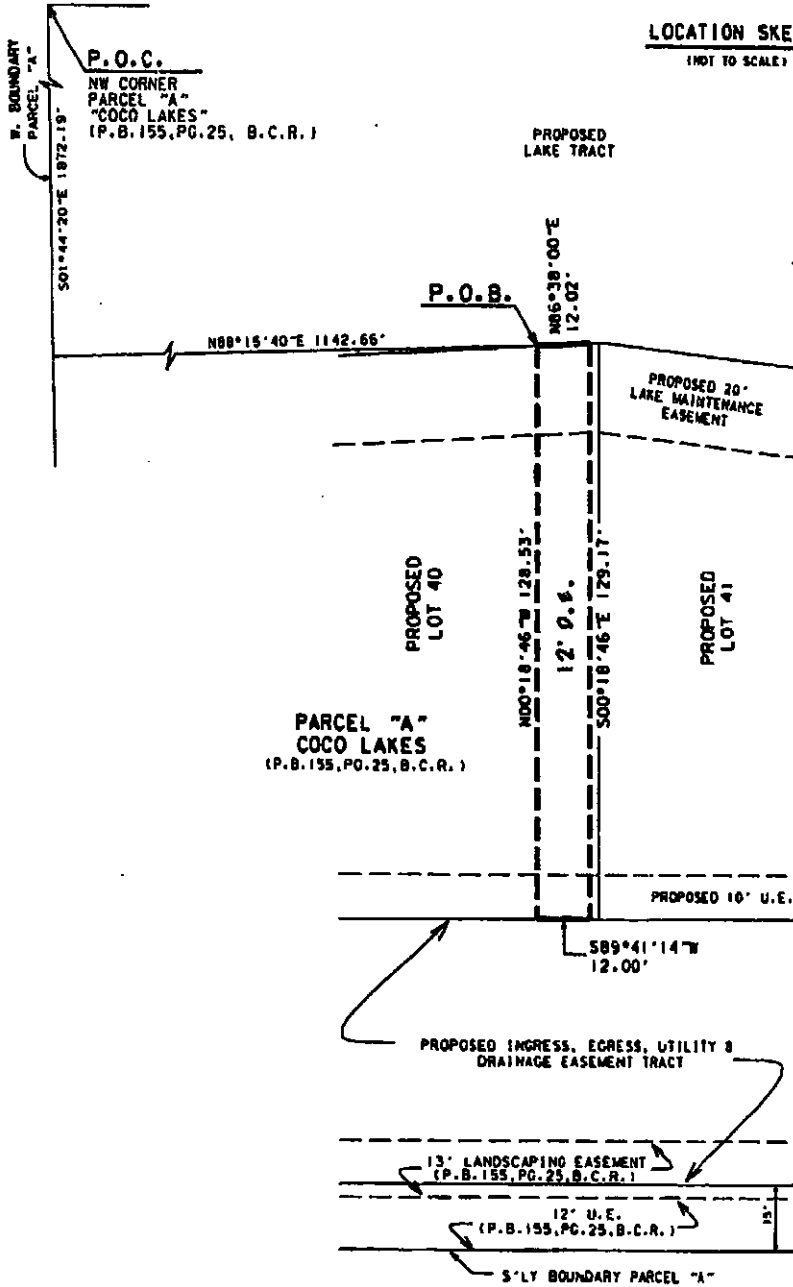 LOCATION SKE
(NOT TO SCALE)
P.O.C.
NW CORNER
PARCEL "A"
"COCO LAKES"
(P.B.155,PG.25, B.C.R.)
W. BOUNDARY
PARCEL "A"
S01°44'20"E 1872.19'
PROPOSED
LAKE TRACT
P.O.B.
N86°38'00"E
12.02'
N88°15'40"E 1142.66'
PROPOSED 20'
LAKE MAINTENANCE
EASEMENT
PROPOSED
LOT 40
N00°18'46"W 128.53'
12' D.E.
S00°18'46"E 129.17'
PROPOSED
LOT 41
PARCEL "A"
COCO LAKES
(P.B.155,PG.25,B.C.R.)
PROPOSED 10' U.E.
S89°41'14"W
12.00'
PROPOSED INGRESS, EGRESS, UTILITY &
DRAINAGE EASEMENT TRACT
13' LANDSCAPING EASEMENT
(P.B.155,PG.25,B.C.R.)
12' U.E.
(P.B.155,PG.25,B.C.R.)
15'
S'LY BOUNDARY PARCEL "A"